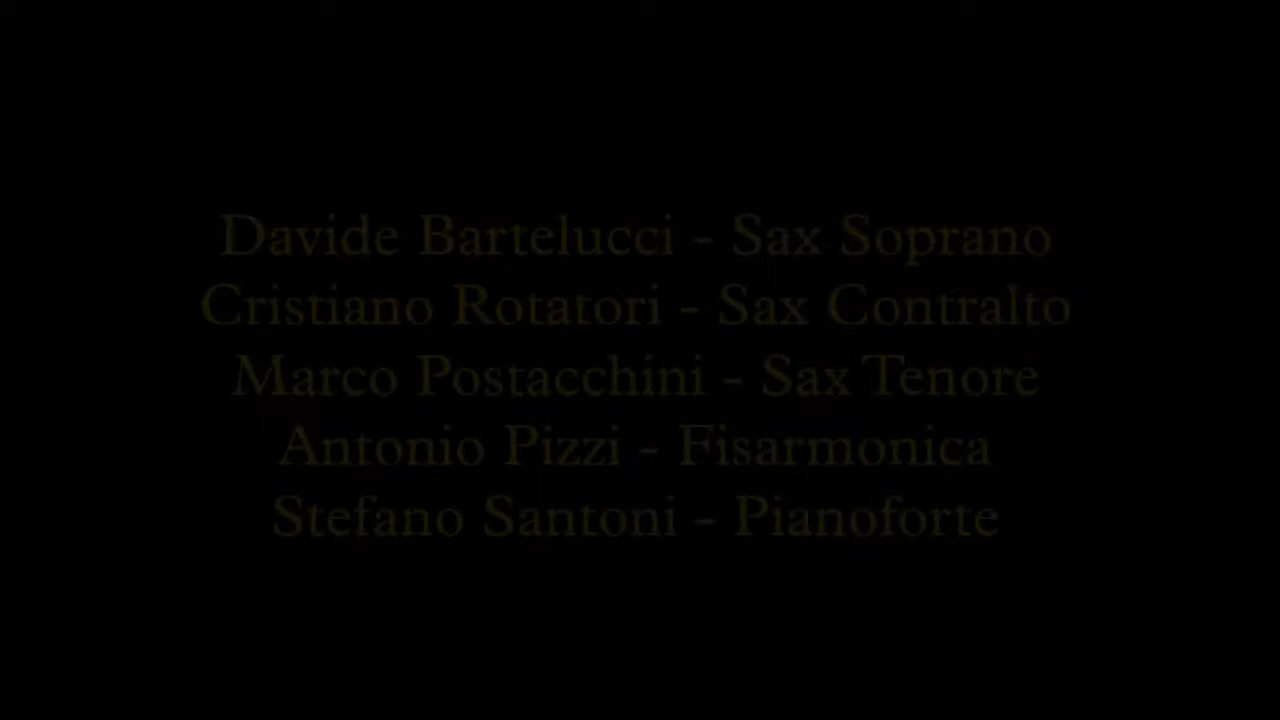 Davide Bartelucci - Sax Soprano
Cristiano Rotatori - Sax Contralto
Marco Postacchini - Sax Tenore
Antonio Pizzi - Fisarmonica
Stefano Santoni - Pianoforte